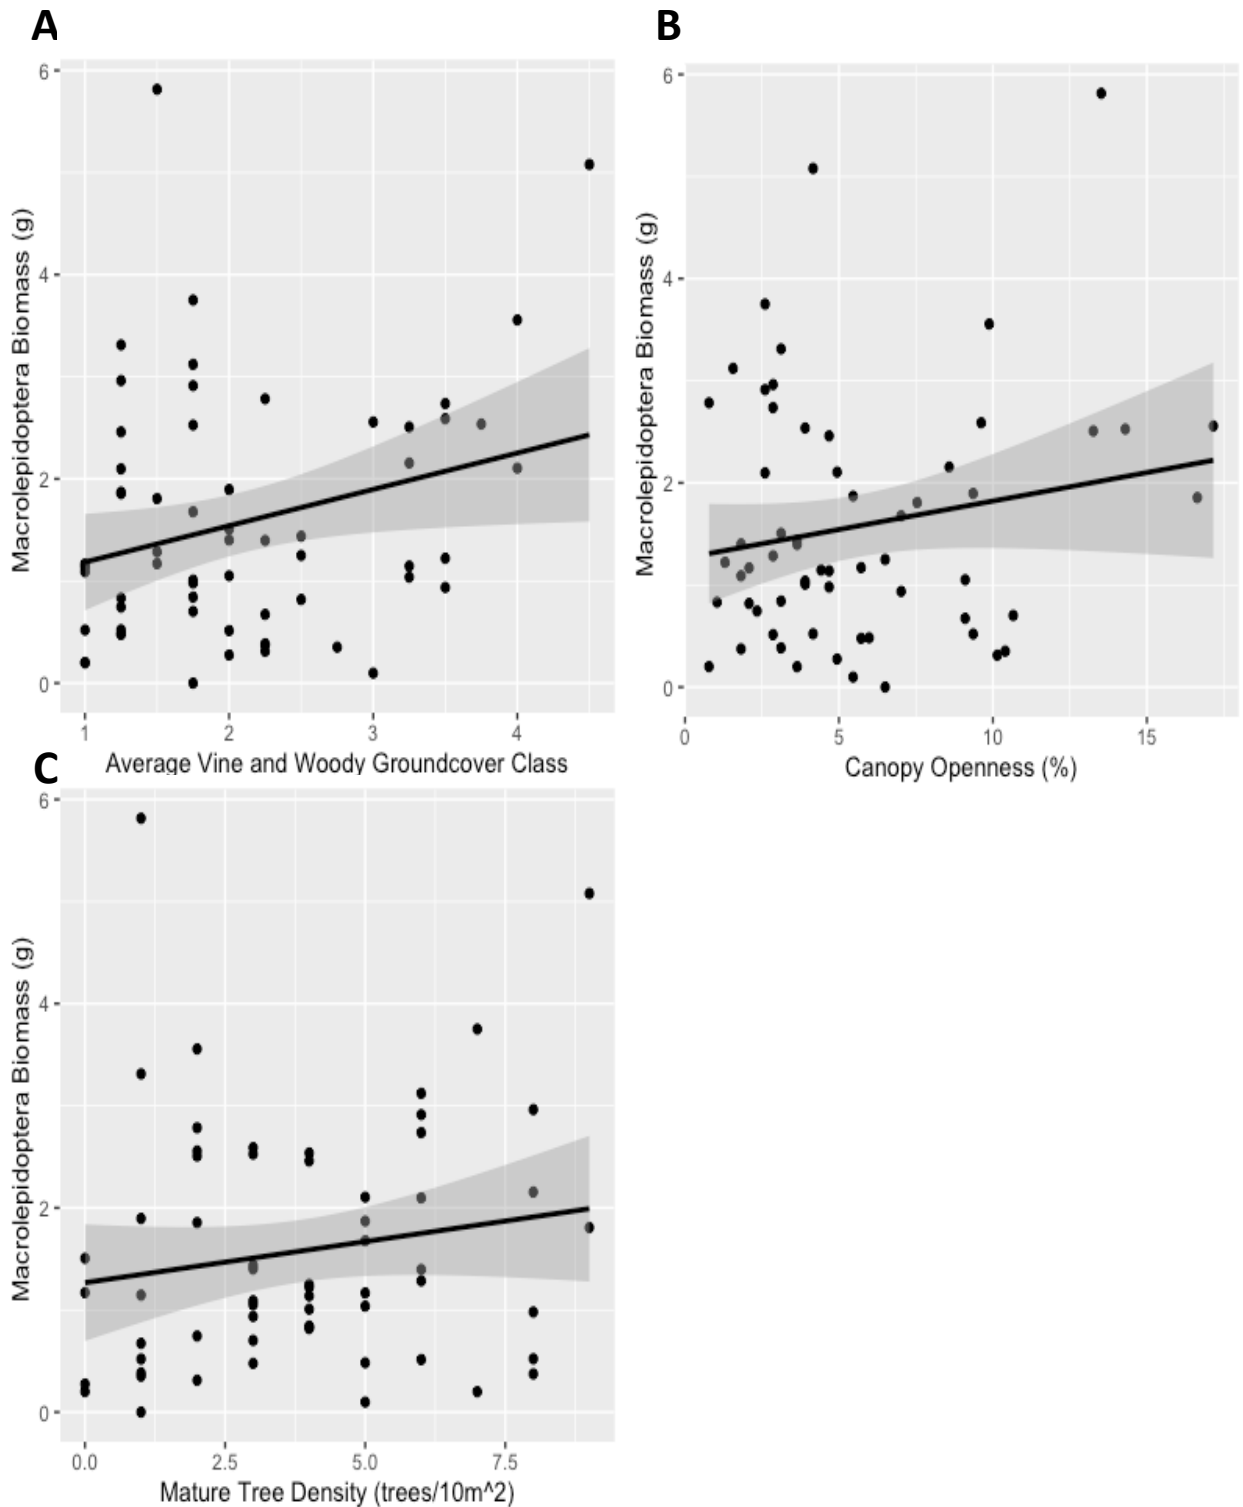 A
Macrolepidoptera Biomass (g)
6
4
2
0
1 2 3 4
Average Vine and Woody Groundcover Class
B
Macrolepidoptera Biomass (g)
6
4
2
0
0 5 10 15
Canopy Openness (%)
C
Macrolepidoptera Biomass (g)
6
4
2
0
0.0 2.5 5.0 7.5
Mature Tree Density (trees/10m^2)